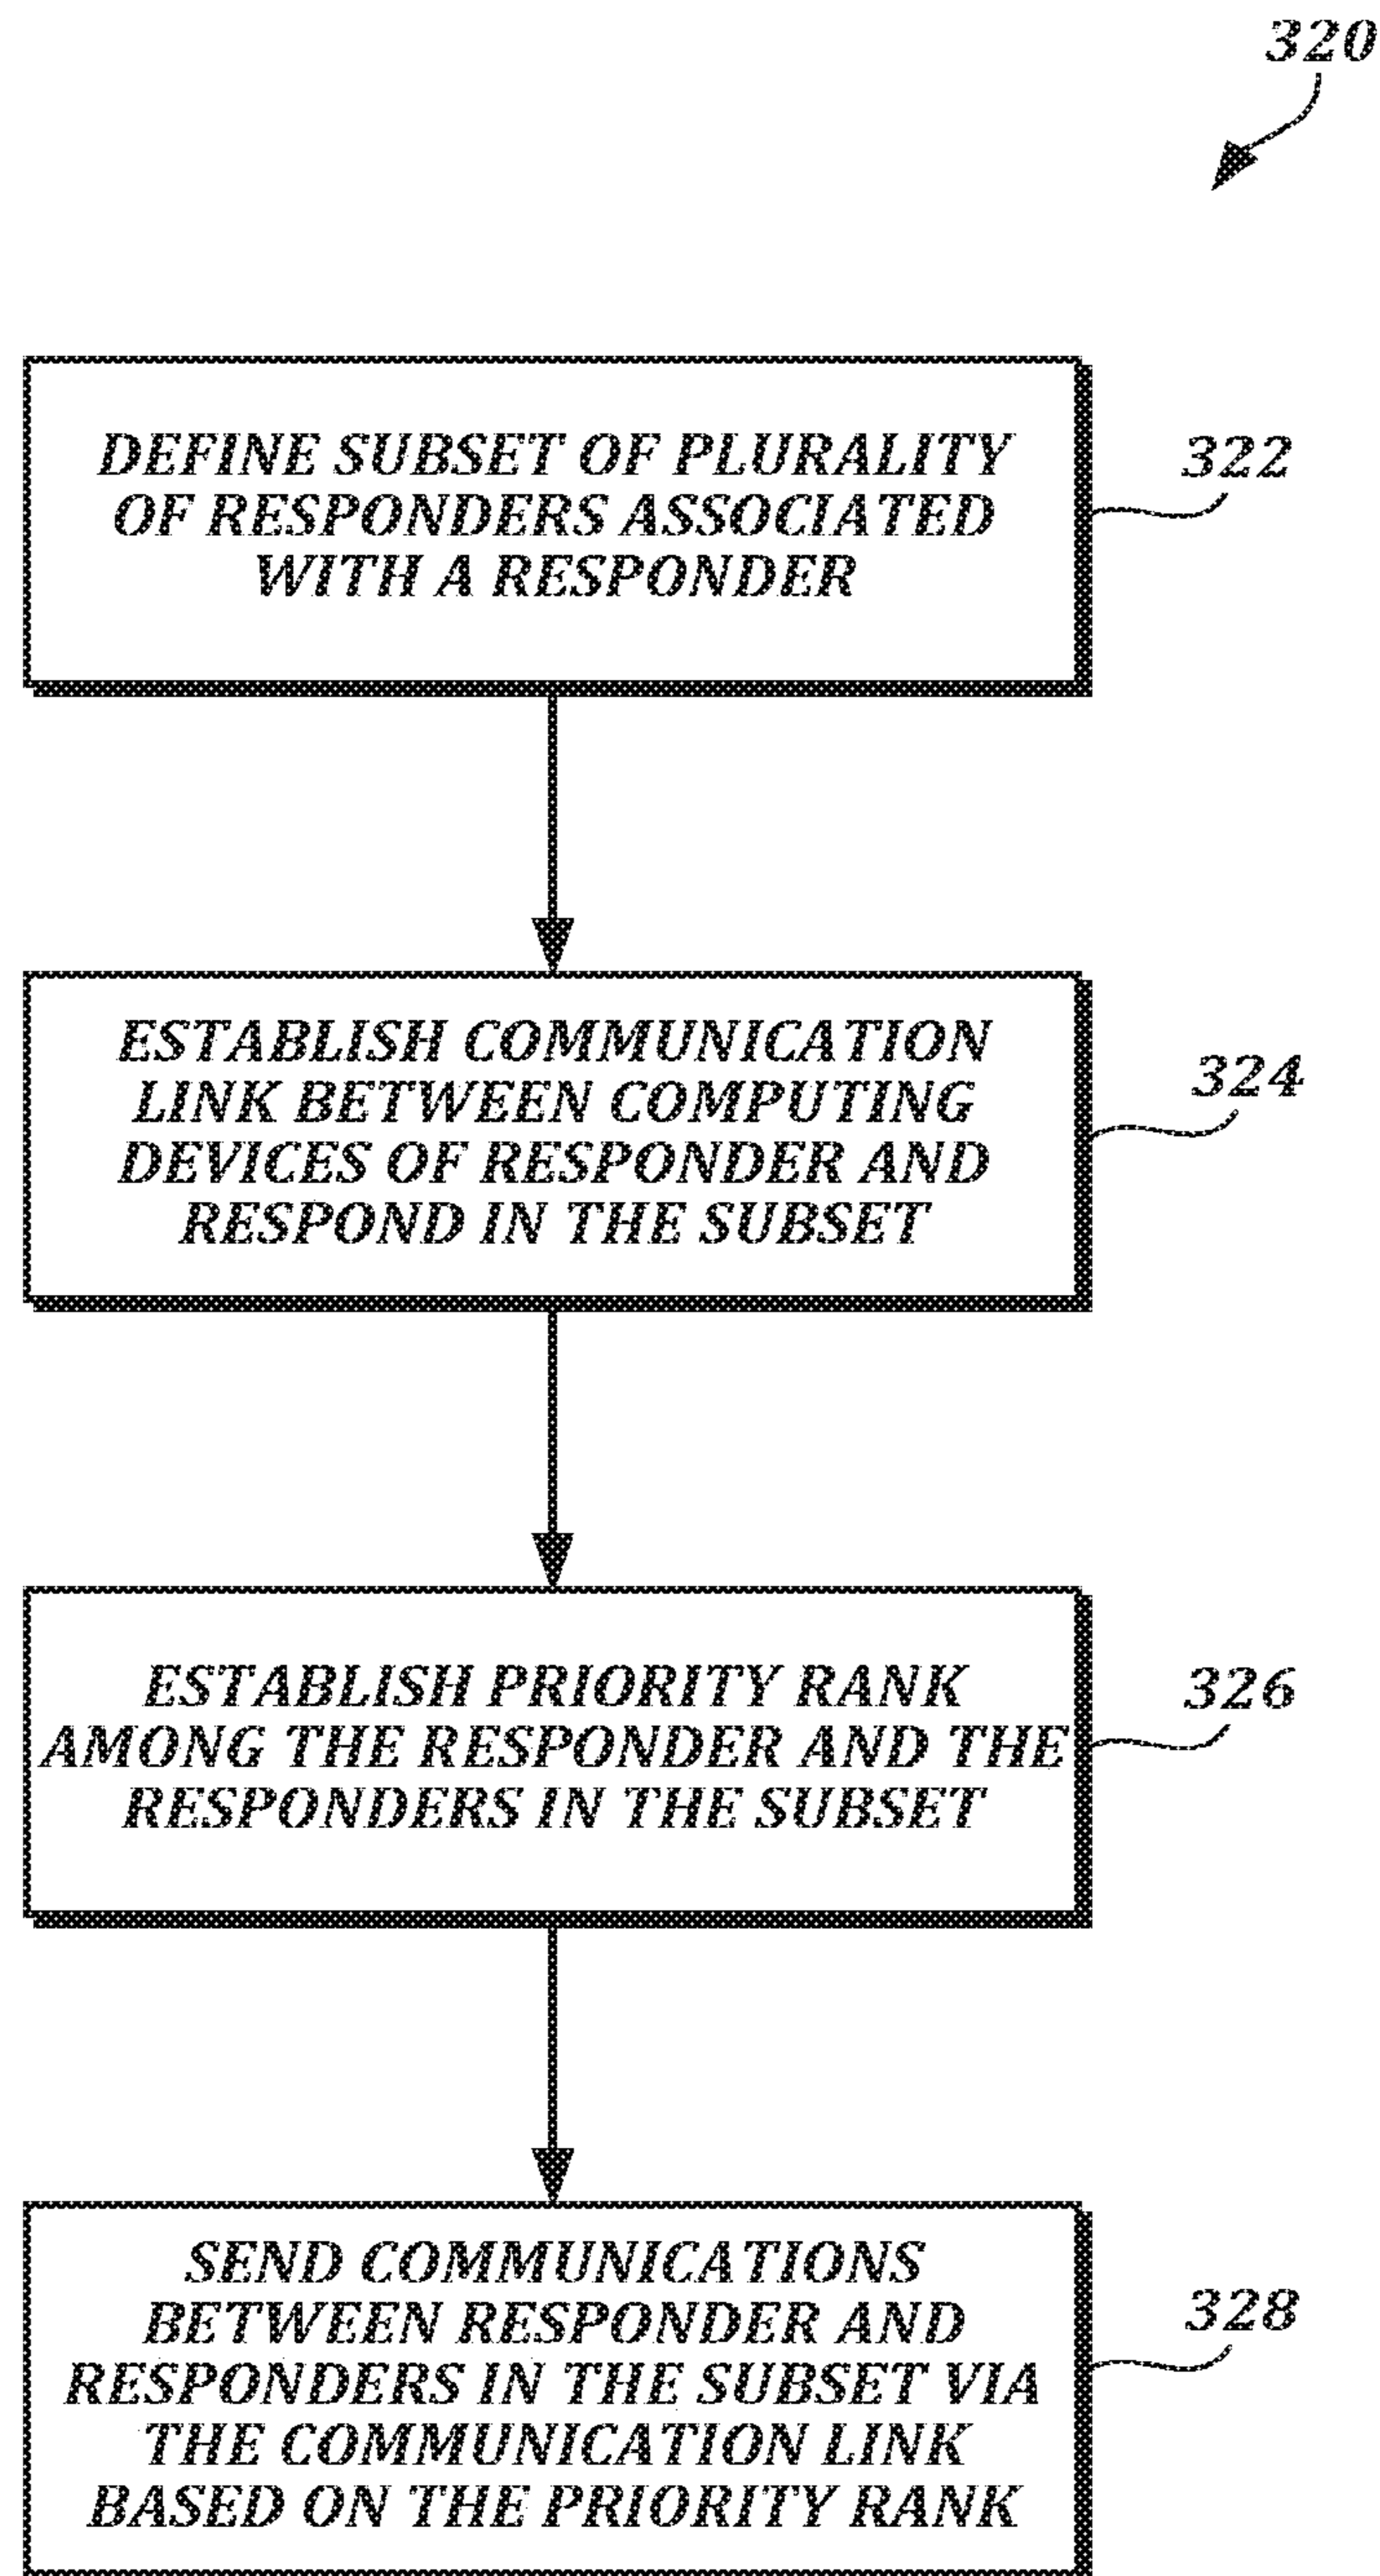 320
DEFINE SUBSET OF PLURALITY
OF RESPONDERS ASSOCIATED
WITH A RESPONDER
322
ESTABLISH COMMUNICATION
LINK BETWEEN COMPUTING
DEVICES OF RESPONDER AND
RESPOND IN THE SUBSET
324
ESTABLISH PRIORITY RANK
AMONG THE RESPONDER AND THE
RESPONDERS IN THE SUBSET
326
SEND COMMUNICATIONS
BETWEEN RESPONDER AND
RESPONDERS IN THE SUBSET VIA
THE COMMUNICATION LINK
BASED ON THE PRIORITY RANK
328